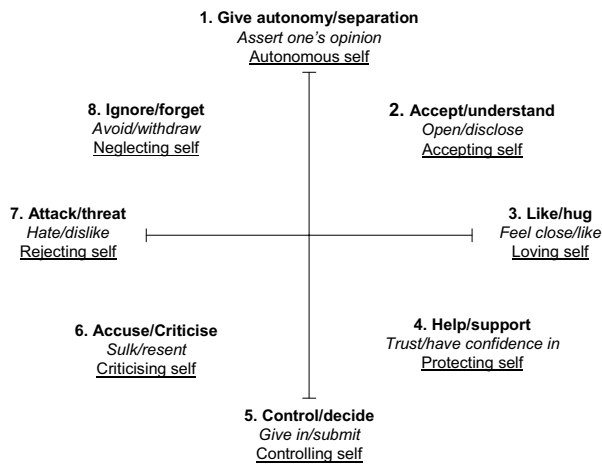 1. Give autonomy/separation
Assert one's opinion
Autonomous self
8. Ignore/forget
Avoid/withdraw
Neglecting self
2. Accept/understand
Open/disclose
Accepting self
7. Attack/threat
Hate/dislike
Rejecting self
3. Like/hug
Feel close/like
Loving self
6. Accuse/Criticise
Sulk/resent
Criticising self
4. Help/support
Trust/have confidence in
Protecting self
5. Control/decide
Give in/submit
Controlling self